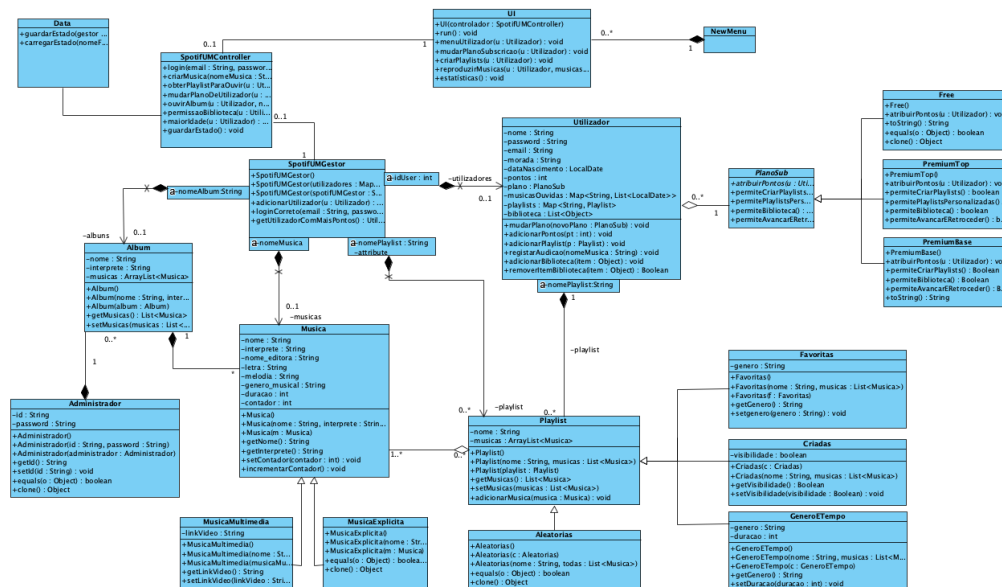 Data
+guardarEstado(gestor ...
+carregarEstado(nomeF...
SpotifUMController
+login(email : String, passwor...
+criarMusica(nomeMusica : St...
+obterPlaylistParaOuvir(u : Ut...
+mudarPlanoDeUtilizador(u : ...
+ouvirAlbum(u : Utilizador, n...
+permissaoBiblioteca(u : Utili...
+maiorIdade(u : Utilizador) : ...
+guardarEstado() : void
UI
+UI(controlador : SpotifUMController)
+run() : void
+menuUtilizador(u : Utilizador) : void
+mudarPlanoSubscricao(u : Utilizador) : void
+criarPlaylists(u : Utilizador) : void
+reproduzirMusicas(u : Utilizador, musicas...
+estatísticas() : void
NewMenu
0..1
1
0..*
1
0..1
1
SpotifUMGestor
+SpotifUMGestor()
+SpotifUMGestor(utilizadores : Map...
+SpotifUMGestor(spotifUMGestor : S...
+adicionarUtilizador(u : Utilizador) : ...
+loginCorreto(email : String, passwo...
+getUtilizadorComMaisPontos() : Uti...
a-nomeAlbum:String
a-idUser : int
a-nomeMusica
a-nomePlaylist : String
-attribute
-utilizadores
0..1
Utilizador
-nome : String
-password : String
-email : String
-morada : String
-dataNascimento : LocalDate
-pontos : int
-plano : PlanoSub
-musicasOuvidas : Map<String, List<LocalDate>>
-playlists : Map<String, Playlist>
-biblioteca : List<Object>
-mudarPlano(novoPlano : PlanoSub) : void
+adicionarPontos(pt : int) : void
+adicionarPlaylist(p : Playlist) : void
+registarAudicao(nomeMusica : String) : void
+adicionarBiblioteca(item : Object) : void
+removerItemBiblioteca(item : Object) : Boolean
a-nomePlaylist:String
0..*
1
PlanoSub
+atribuirPontos(u : Uti...
+permiteCriarPlaylists...
+permitePlaylistsPers...
+permiteBiblioteca() : ...
+permiteAvancarERetr...
Free
+Free()
+atribuirPontos(u : Utilizador) : voi...
+toString() : String
+equals(o : Object) : boolean
+clone() : Object
PremiumTop
+PremiumTopi()
+atribuirPontos(u : Utilizador) : void
+permiteCriarPlaylists() : boolean
+permitePlaylistsPersonalizadas() : ...
+permiteBiblioteca() : boolean
+permiteAvancarERetroceder() : b...
PremiumBase
+PremiumBase()
+atribuirPontos(u : Utilizador) : void
+permiteCriarPlaylists() : Boolean
+permiteBiblioteca() : Boolean
+permiteAvancarERetroceder() : Bo...
+toString() : String
-albuns
0..1
Album
-nome : String
-interprete : String
-musicas : ArrayList<Musica>
+Album()
+Album(nome : String, inter...
+Album(album : Album)
+getMusicas() : List<Musica>
+setMusicas(musicas : List<...
0..*
1
1
*
Administrador
-id : String
-password : String
+Administrador()
+Administrador(id : String, password : String)
+Administrador(administrador : Administrador)
+getId() : String
+setId(id : String) : void
+equals(o : Object) : boolean
+clone() : Object
0..1
-musicas
Musica
-nome : String
-interprete : String
-nome_editora : String
-letra : String
-melodia : String
-genero_musical : String
-duracao : int
-contador : int
+Musica()
+Musica(nome : String, interprete : Strin...
+Musica(m : Musica)
+getNome() : String
+getInterprete() : String
+setContador(contador : int) : void
+incrementarContador() : void
-playlist
-playlist
0..*
0..*
1..*
0..*
Playlist
-nome : String
-musicas : ArrayList<Musica>
+Playlist()
+Playlist(nome : String, musicas : List<Musica>)
+Playlist(playlist : Playlist)
+getMusicas() : List<Musica>
+setMusicas(musicas : List<Musica>)
+adicionarMusica(musica : Musica) : void
Favoritas
-genero : String
+Favoritas()
+Favoritas(nome : String, musicas : List<Musica>)
+Favoritas(f : Favoritas)
+getGenero() : String
+setgenero(genero : String) : void
Criadas
-visibilidade : boolean
+Criadas(c : Criadas)
+Criadas(nome : String, musicas : List<Musica>)
+getVisibilidade() : Boolean
+setVisibilidade(visibilidade : Boolean) : void
GeneroETempo
-genero : String
-duracao : int
+GeneroETempo()
+GeneroETempo(nome : String, musicas : List<M...
+GeneroETempo(c : GeneroETempo)
+getGenero() : String
+setDuracao(duracao : int) : void
MusicaMultimedia
-linkVideo : String
+MusicaMultimedia()
+MusicaMultimedia(nome : St...
+MusicaMultimedia(musicaMu...
+getLinkVideo() : String
+setLinkVideo(linkVideo : Stri...
MusicaExplicita
+MusicaExplicita()
+MusicaExplicita(nome : Str...
+MusicaExplicita(m : Musica)
+equals(o : Object) : boolea...
+clone() : Object
Aleatorias
+Aleatorias()
+Aleatorias(c : Aleatorias)
+Aleatorias(nome : String, todas : List<Musica>)
+equals(o : Object) : boolean
+clone() : Object